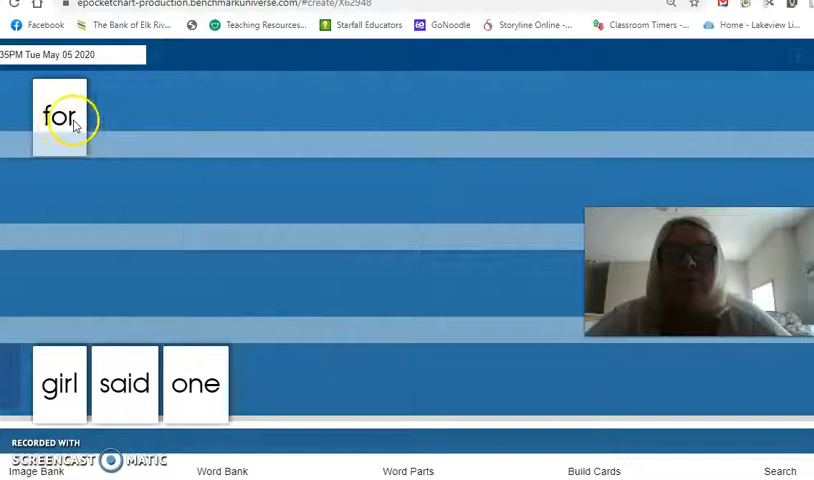 epocketchart-production.benchmarkuniverse.com/#create/X62948
Facebook The Bank of Elk Riv... Teaching Resources... Starfall Educators GoNoodle Storyline Online -... Classroom Timers -... Home - Lakeview Li...
35PM Tue May 05 2020
for
girl said one
RECORDED WITH
SCREENCAST MATIC
Image Bank Word Bank Word Parts Build Cards Search